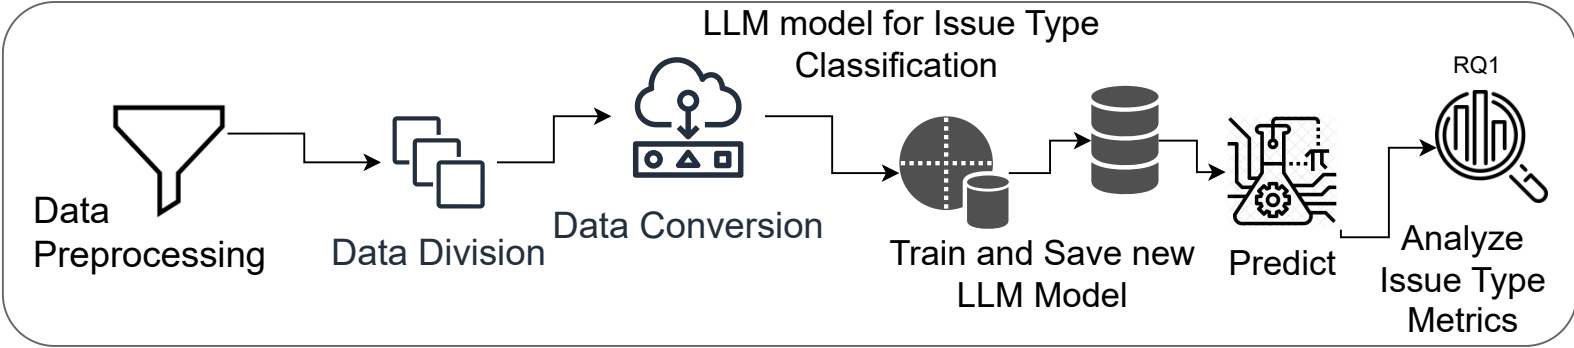 LLM model for Issue Type
Classification
RQ1
π
Data
Preprocessing
Data Division
Data Conversion
Train and Save new
LLM Model
Predict
Analyze
Issue Type
Metrics